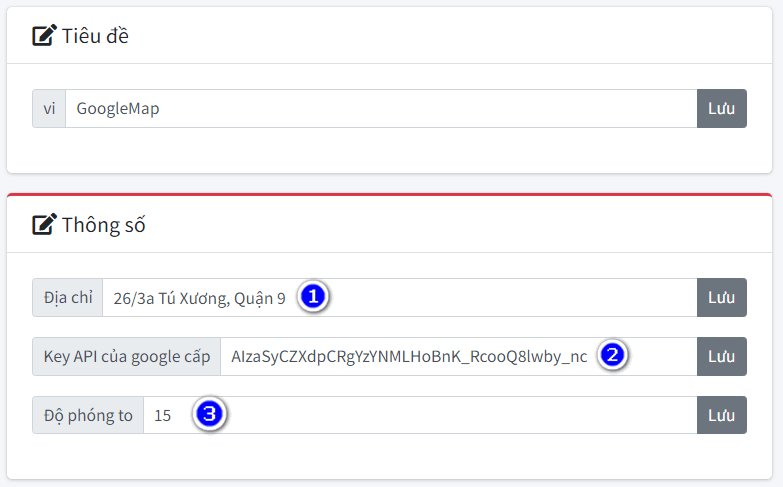 Tiêu đề
vi GoogleMap Lưu
Thông số
Địa chỉ 26/3a Tú Xương, Quận 9 1 Lưu
Key API của google cấp AIzaSyCZXdpCRgYzYNMLHoBnK_RcooQ8lwby_nc 2 Lưu
Độ phóng to 15 3 Lưu